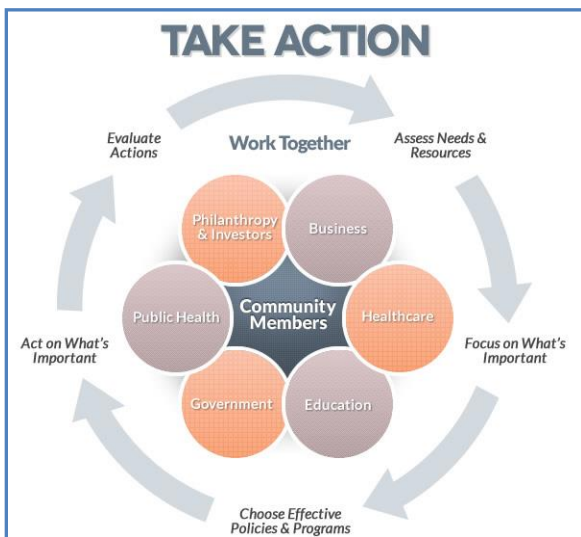 TAKE ACTION
Evaluate
Actions
Work Together
Assess Needs &
Resources
Philanthropy
& Investors
Business
Public Health
Community
Members
Healthcare
Act on What's
Important
Focus on What's
Important
Government
Education
Choose Effective
Policies & Programs